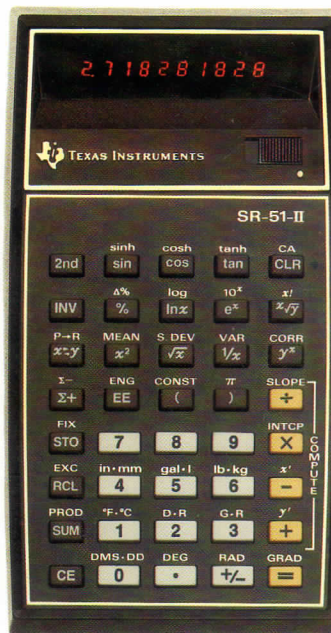 2.718281828
TEXAS INSTRUMENTS
SR-51-II
sinh cosh tanh CA
2nd sin cos tan CLR
Δ% log 10ˣ x!
INV % lnx eˣ ˣ√y
P→R MEAN S. DEV VAR CORR
x⇄y x² √x 1/x yˣ
Σ− ENG CONST π SLOPE
Σ+ EE ( ) ÷
FIX INTCP
STO 7 8 9 ×
EXC in·mm gal·l lb·kg x′
RCL 4 5 6 −
PROD °F·°C D·R G·R y′
SUM 1 2 3 +
DMS·DD DEG RAD GRAD
CE 0 • +/− =
COMPUTE